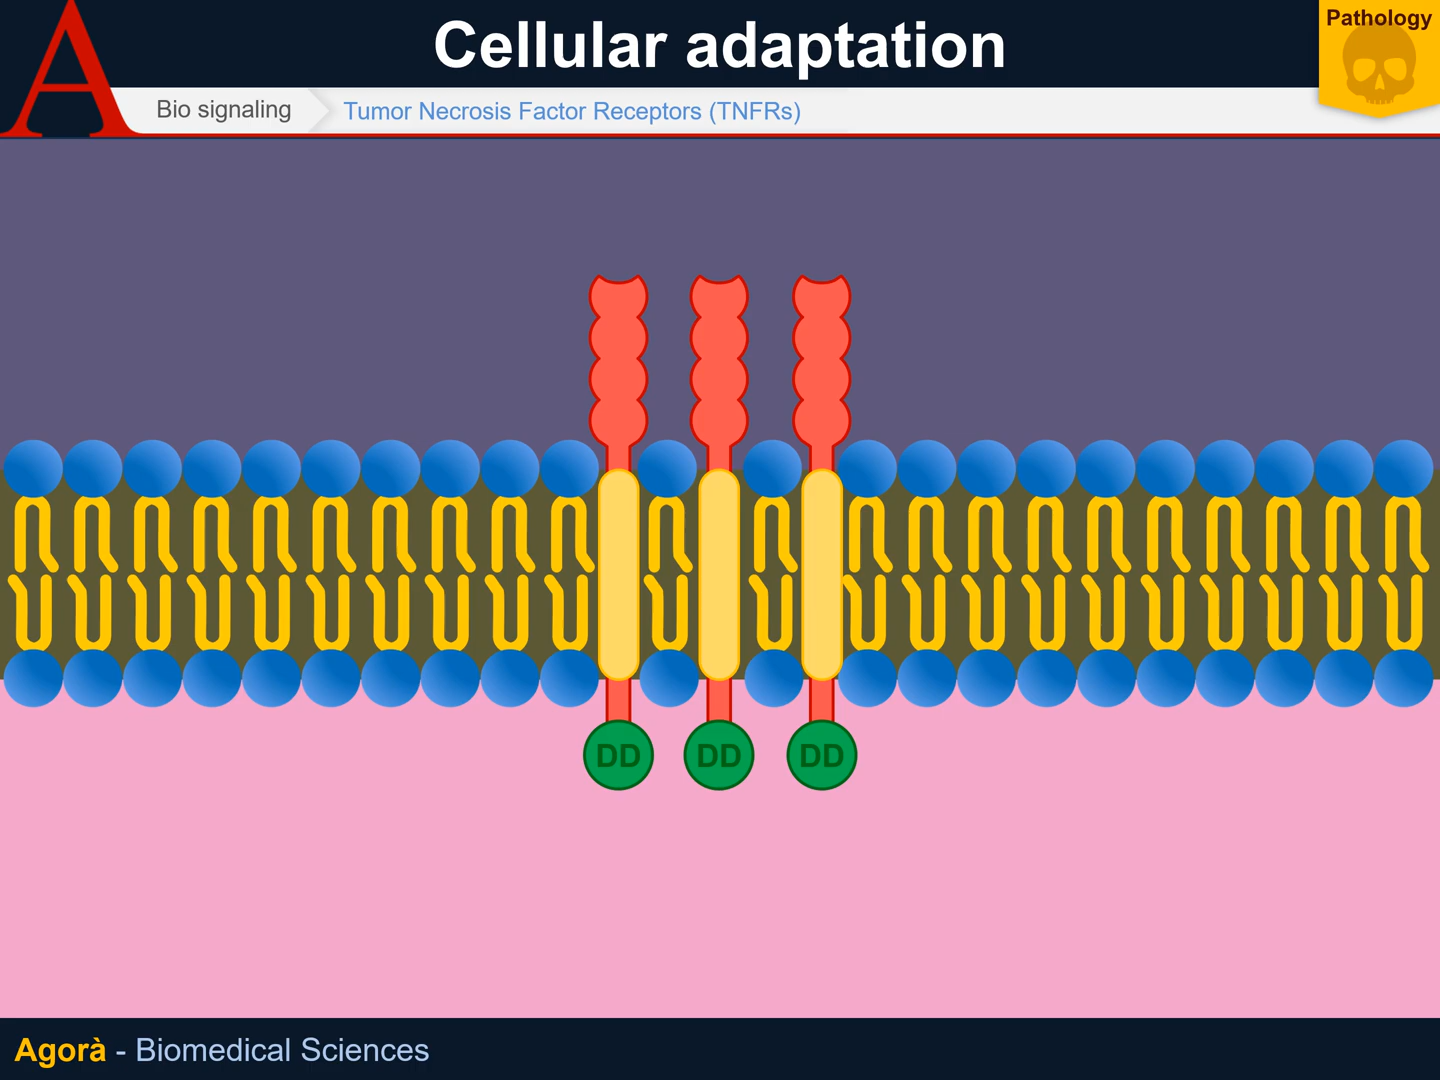 A
Cellular adaptation
Pathology
Bio signaling
Tumor Necrosis Factor Receptors (TNFRs)
DD DD DD
Agorà - Biomedical Sciences